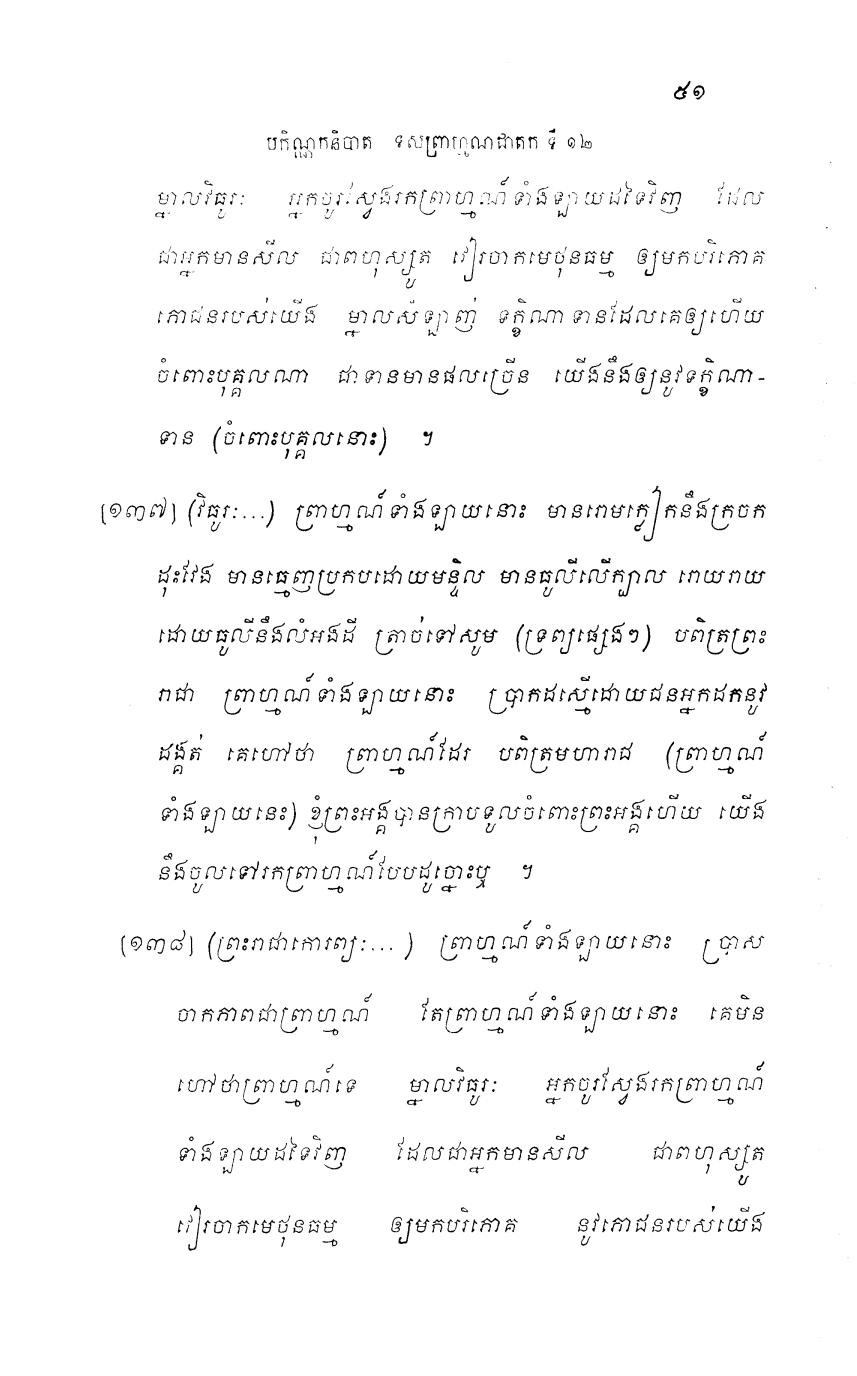 ៥១
បកិណ្ណកនិបាត ទសព្រាហ្មណជាតក ទី ១២
ម្នាលវិធូរៈ អ្នកចូរស្វែងរកព្រាហ្មណ៍ទាំងឡាយដទៃវិញ ដែល
ជាអ្នកមានសីល ជាពហុស្សូត វៀរចាកមេថុនធម្ម ឲ្យមកបរិភោគ
ភោជនរបស់យើង ម្នាលសំឡាញ់ ទក្ខិណាទានដែលគេឲ្យហើយ
ចំពោះបុគ្គលណា ជាទានមានផលច្រើន យើងនឹងឲ្យនូវទក្ខិណា-
ទាន (ចំពោះបុគ្គលនោះ) ។
[១៣៧] (វិធូរៈ...) ព្រាហ្មណ៍ទាំងឡាយនោះ មានរោមក្លៀកនឹងក្រចក
ដុះវែង មានធ្មេញប្រកបដោយមន្ទិល មានធូលីលើក្បាល រោយរាយ
ដោយធូលីនឹងលំអងដី ត្រាច់ទៅសូម (ទ្រព្យផ្សេងៗ) បពិត្រព្រះ
រាជា ព្រាហ្មណ៍ទាំងឡាយនោះ ប្រាកដស្មើដោយជនអ្នកដកនូវ
ដង្គត់ គេហៅថា ព្រាហ្មណ៍ដែរ បពិត្រមហារាជ (ព្រាហ្មណ៍
ទាំងឡាយនេះ) ខ្ញុំព្រះអង្គបានក្រាបទូលចំពោះព្រះអង្គហើយ យើង
នឹងចូលទៅរកព្រាហ្មណ៍បែបដូច្នោះឬ ។
[១៣៨] (ព្រះរាជាកោរព្យៈ...) ព្រាហ្មណ៍ទាំងឡាយនោះ ប្រាស
ចាកភាពជាព្រាហ្មណ៍ តែព្រាហ្មណ៍ទាំងឡាយនោះ គេមិន
ហៅថាព្រាហ្មណ៍ទេ ម្នាលវិធូរៈ អ្នកចូរស្វែងរកព្រាហ្មណ៍
ទាំងឡាយដទៃវិញ ដែលជាអ្នកមានសីល ជាពហុស្សូត
វៀរចាកមេថុនធម្ម ឲ្យមកបរិភោគ នូវភោជនរបស់យើង